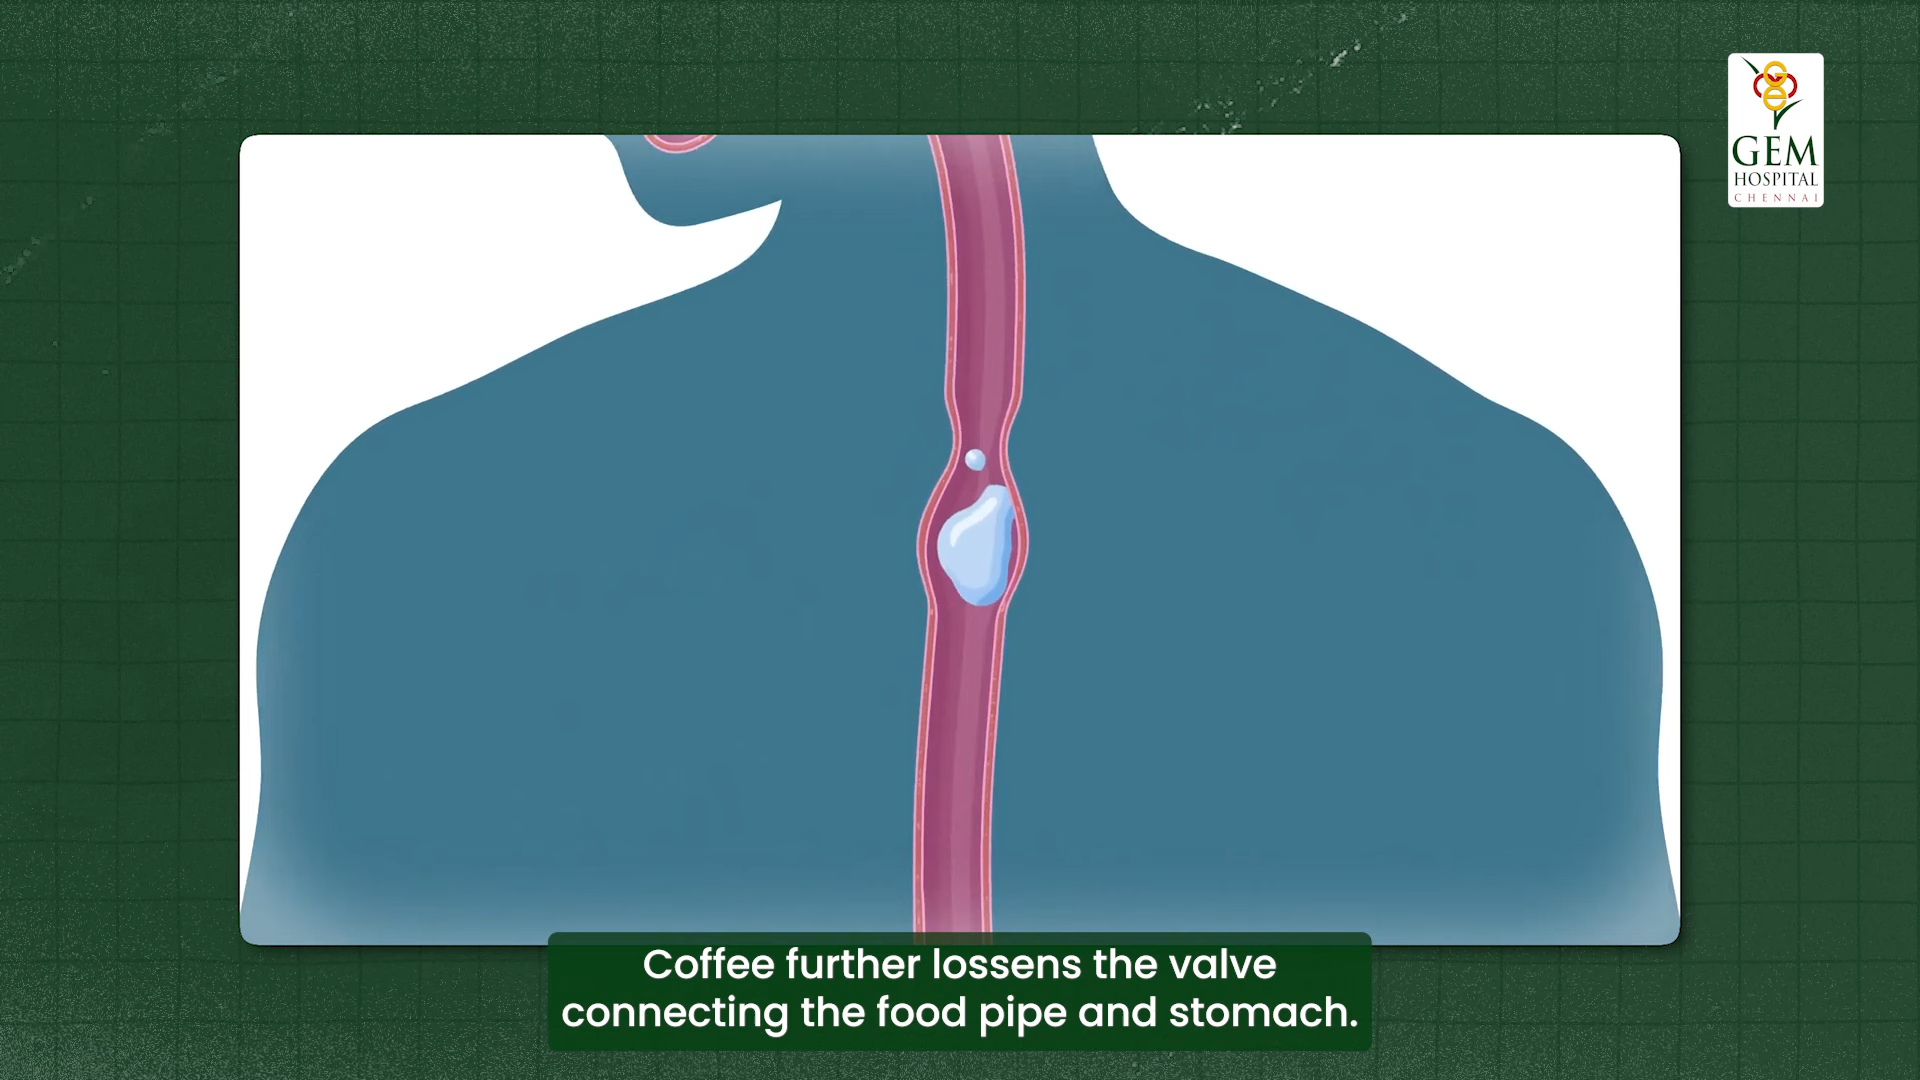 GEM
HOSPITAL
CHENNAI
Coffee further lossens the valve
connecting the food pipe and stomach.